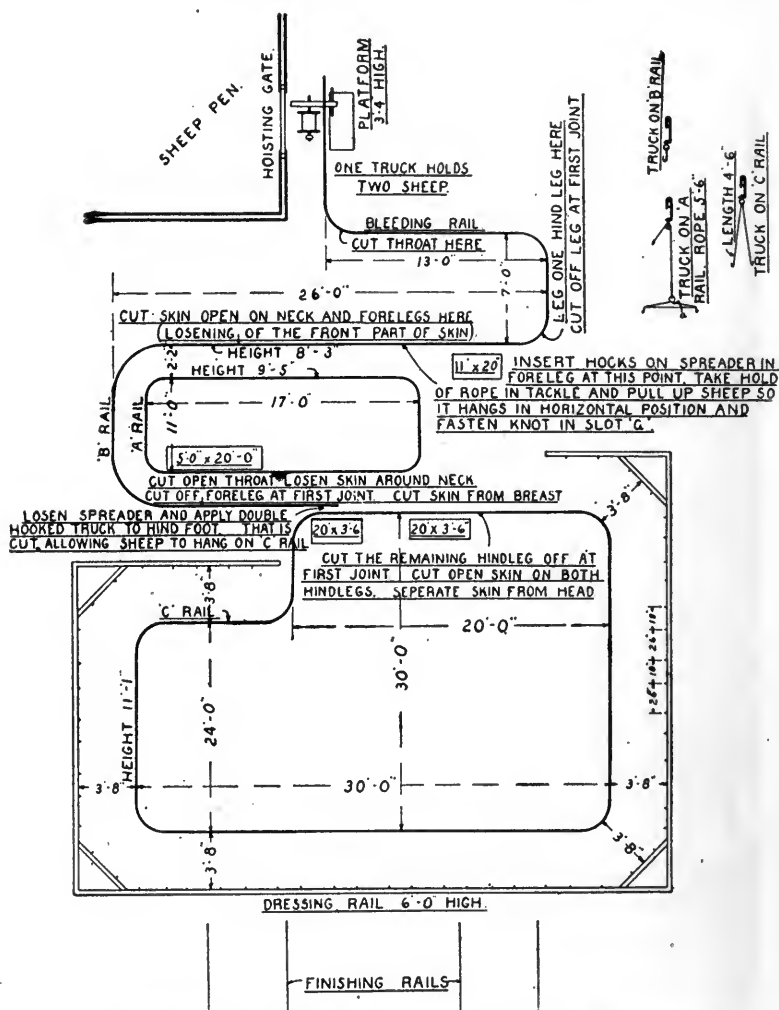 SHEEP PEN.
HOISTING GATE.
PLATFORM
3-4 HIGH.
ONE TRUCK HOLDS
TWO SHEEP.
BLEEDING RAIL
CUT THROAT HERE
13'-0"
7'-0"
26'-0"
LEG ONE HIND LEG HERE
CUT OFF LEG AT FIRST JOINT
TRUCK ON 'B' RAIL
TRUCK ON 'A'
RAIL. ROPE 5'-6"
LENGTH 4'-6"
TRUCK ON 'C' RAIL
CUT SKIN OPEN ON NECK AND FORELEGS HERE
(LOSENING OF THE FRONT PART OF SKIN)
HEIGHT 8'-3"
2'-2"
HEIGHT 9'-5"
17'-0"
11'-0"
'B' RAIL
'A' RAIL
11' x 20'
INSERT HOCKS ON SPREADER IN
FORELEG AT THIS POINT. TAKE HOLD
OF ROPE IN TACKLE AND PULL UP SHEEP SO
IT HANGS IN HORIZONTAL POSITION AND
FASTEN KNOT IN SLOT 'G'.
5'-0" x 20'-0"
CUT OPEN THROAT LOSEN SKIN AROUND NECK
CUT OFF FORELEG AT FIRST JOINT. CUT SKIN FROM BREAST
LOSEN SPREADER AND APPLY DOUBLE
HOOKED TRUCK TO HIND FOOT THAT IS
CUT, ALLOWING SHEEP TO HANG ON 'C' RAIL
20' x 3'-6
20' x 3'-6"
3'-8"
CUT THE REMAINING HINDLEG OFF AT
FIRST JOINT CUT OPEN SKIN ON BOTH
HINDLEGS. SEPERATE SKIN FROM HEAD
3'-8"
'C' RAIL
20'-0"
30'-0"
24'-0"
HEIGHT 11'-1"
3'-8"
30'-0"
3'-8"
3'-8"
3'-8"
DRESSING RAIL 6'-0" HIGH.
FINISHING RAILS